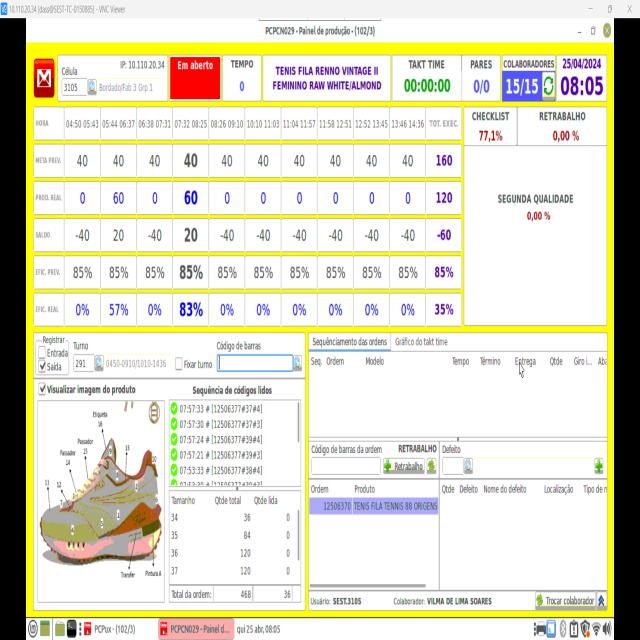 10.110.20.34 (dass@SEST-TC-0150885) - VNC Viewer
PCPCN029 - Painel de produção - (102/3)
Célula
IP: 10.110.20.34
3105
Bordado/Fab 3 Grp 1
Em aberto
TEMPO
0
TENIS FILA RENNO VINTAGE II
FEMININO RAW WHITE/ALMOND
TAKT TIME
00:00:00
PARES
0/0
COLABORADORES
15/15
25/04/2024
08:05
HORA 04:50 05:43 05:44 06:37 06:38 07:31 07:32 08:25 08:26 09:10 10:10 11:03 11:04 11:57 11:58 12:51 12:52 13:45 13:46 14:36 TOT. EXEC.
META PREV. 40 40 40 40 40 40 40 40 40 40 160
PROD. REAL 0 60 0 60 0 0 0 0 0 0 120
SALDO -40 20 -40 20 -40 -40 -40 -40 -40 -40 -60
EFIC. PREV. 85% 85% 85% 85% 85% 85% 85% 85% 85% 85% 85%
EFIC. REAL 0% 57% 0% 83% 0% 0% 0% 0% 0% 0% 35%
CHECKLIST
77,1%
RETRABALHO
0,00 %
SEGUNDA QUALIDADE
0,00 %
Registrar
Entrada
Saída
Turno
291
0450-0910/1010-1436
Fixar turno
Código de barras
Visualizar imagem do produto
Etiqueta
16
Passador
15
Passador
14
13
12
11
10
Transfer
Pintura A
Sequência de códigos lidos
07:57:33 # [12506377#37#4]
07:57:30 # [12506377#37#4]
07:57:24 # [12506377#39#4]
07:57:21 # [12506377#39#4]
07:53:33 # [12506377#38#4]
Tamanho Qtde total Qtde lida
34 36 0
35 84 0
36 120 0
37 120 0
Total da ordem: 468 36
Sequênciamento das ordens
Gráfico do takt time
Seq. Ordem Modelo Tempo Término Entrega Qtde Giro i... Aba
Código de barras da ordem
RETRABALHO
Retrabalho
Defeito
Ordem Produto
12506370 TENIS FILA TENNIS 88 ORIGENS
Qtde Defeito Nome do defeito Localização Tipo de n
Usuário: SEST.3105
Colaborador: VILMA DE LIMA SOARES
Trocar colaborador
PCPux - (102/3)
PCPCN029 - Painel d...
qui 25 abr, 08:05